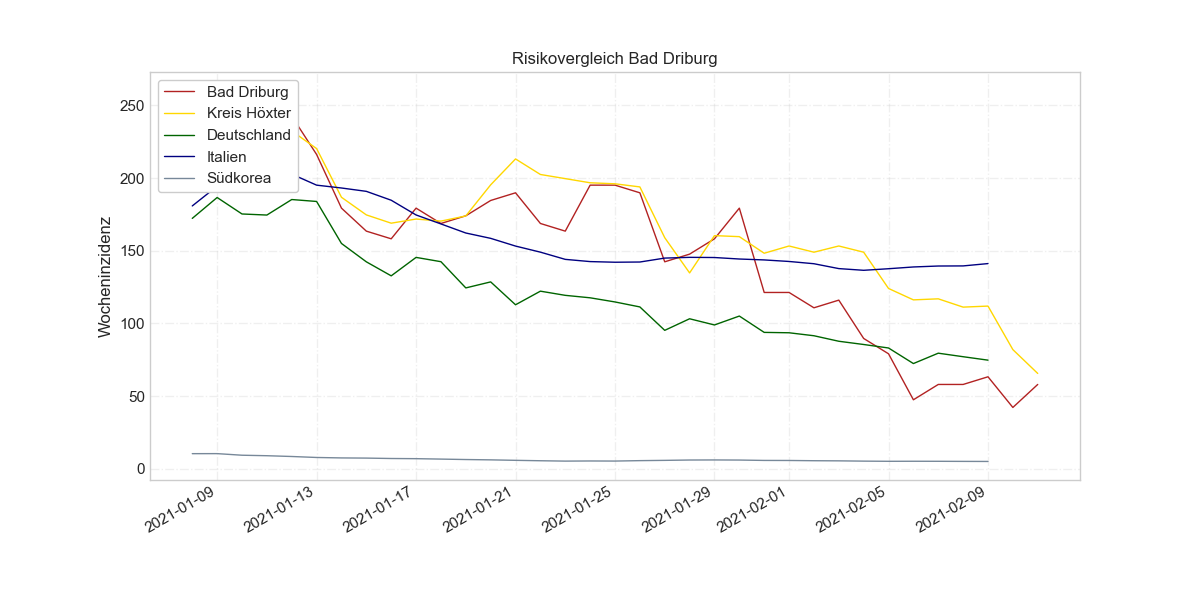 Risikovergleich Bad Driburg
Wocheninzidenz
250
200
150
100
50
0
Bad Driburg
Kreis Höxter
Deutschland
Italien
Südkorea
2021-01-09
2021-01-13
2021-01-17
2021-01-21
2021-01-25
2021-01-29
2021-02-01
2021-02-05
2021-02-09